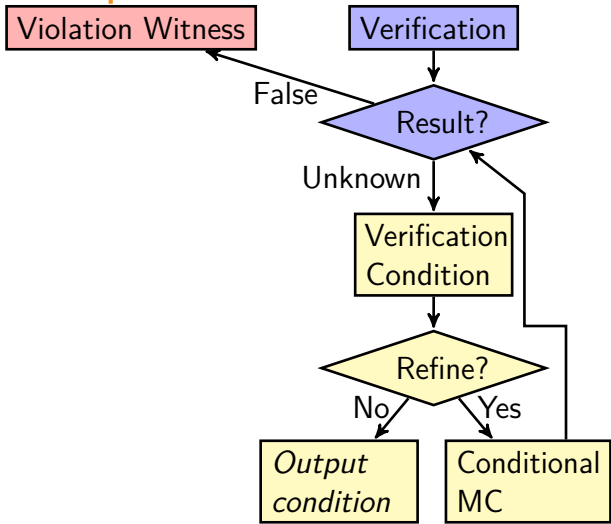 Violation Witness
Verification
False
Result?
Unknown
Verification
Condition
Refine?
No
Yes
Output
condition
Conditional
MC